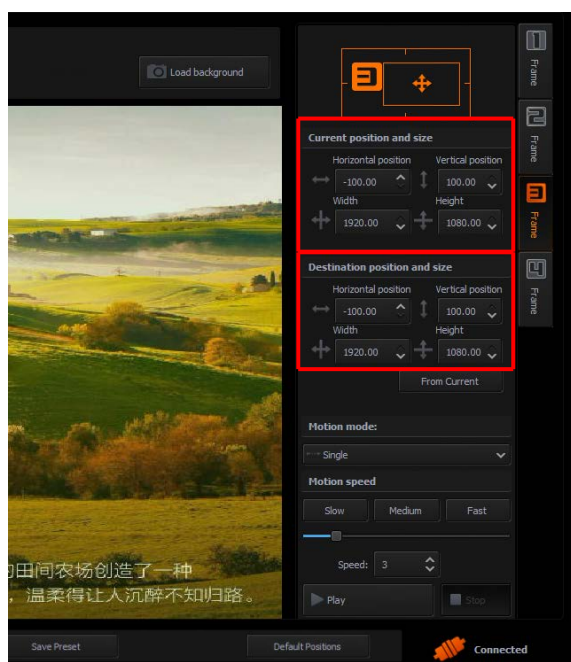 Load background
Current position and size
Horizontal position Vertical position
-100.00 100.00
Width Height
1920.00 1080.00
Destination position and size
Horizontal position Vertical position
-100.00 100.00
Width Height
1920.00 1080.00
From Current
Motion mode:
Single
Motion speed
Slow Medium Fast
Speed: 3
Play Stop
1 Frame
2 Frame
3 Frame
4 Frame
的田间农场创造了一种
，温柔得让人沉醉不知归路。
Save Preset Default Positions Connected